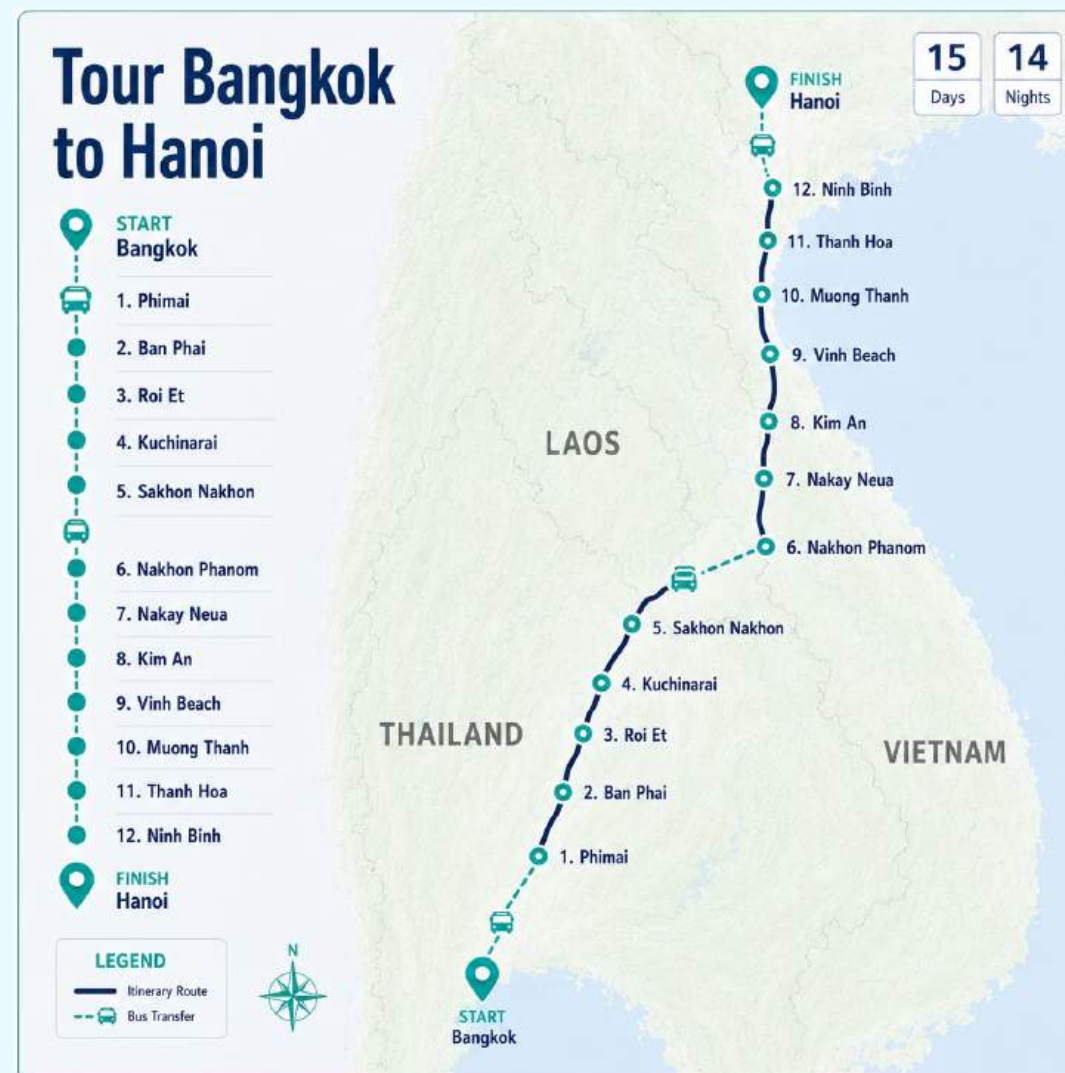 Tour Bangkok
to Hanoi
START
Bangkok
1. Phimai
2. Ban Phai
3. Roi Et
4. Kuchinarai
5. Sakhon Nakhon
6. Nakhon Phanom
7. Nakay Neua
8. Kim An
9. Vinh Beach
10. Muong Thanh
11. Thanh Hoa
12. Ninh Binh
FINISH
Hanoi
LEGEND
Itinerary Route
Bus Transfer
N
15
Days
14
Nights
FINISH
Hanoi
12. Ninh Binh
11. Thanh Hoa
10. Muong Thanh
9. Vinh Beach
8. Kim An
7. Nakay Neua
6. Nakhon Phanom
5. Sakhon Nakhon
4. Kuchinarai
3. Roi Et
2. Ban Phai
1. Phimai
START
Bangkok
LAOS
THAILAND
VIETNAM